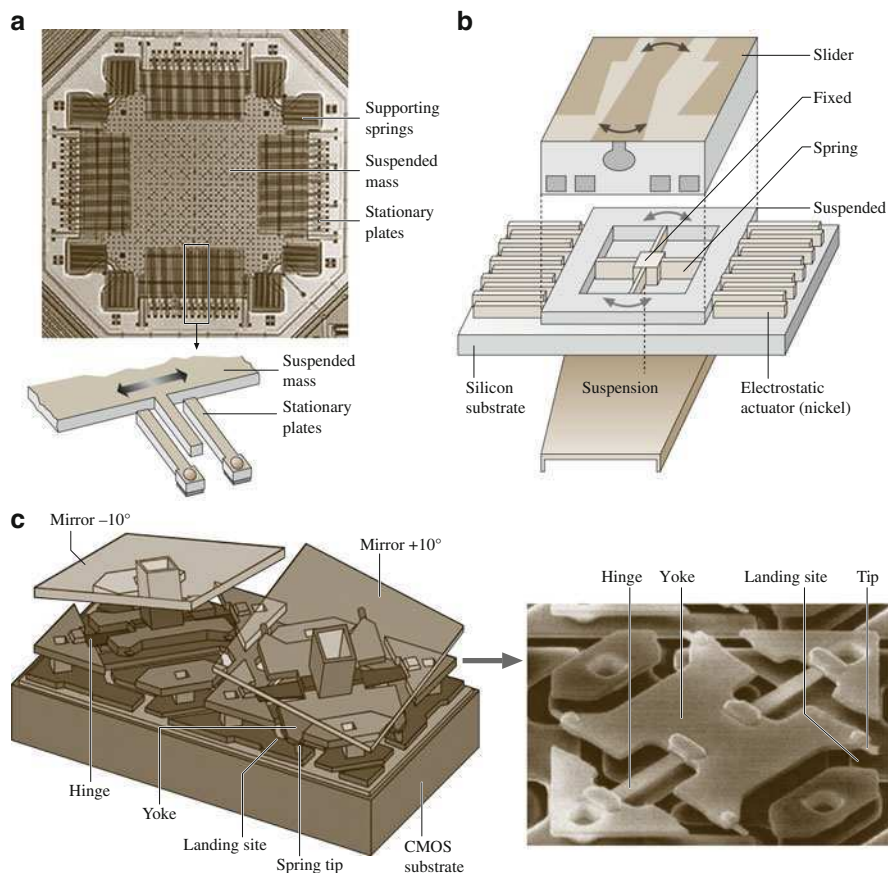 a
Supporting
springs
Suspended
mass
Stationary
plates
Suspended
mass
Stationary
plates
b
Slider
Fixed
Spring
Suspended
Silicon
substrate
Suspension
Electrostatic
actuator (nickel)
c
Mirror –10°
Mirror +10°
Hinge
Yoke
Landing site
Spring tip
CMOS
substrate
Hinge
Yoke
Landing site
Tip